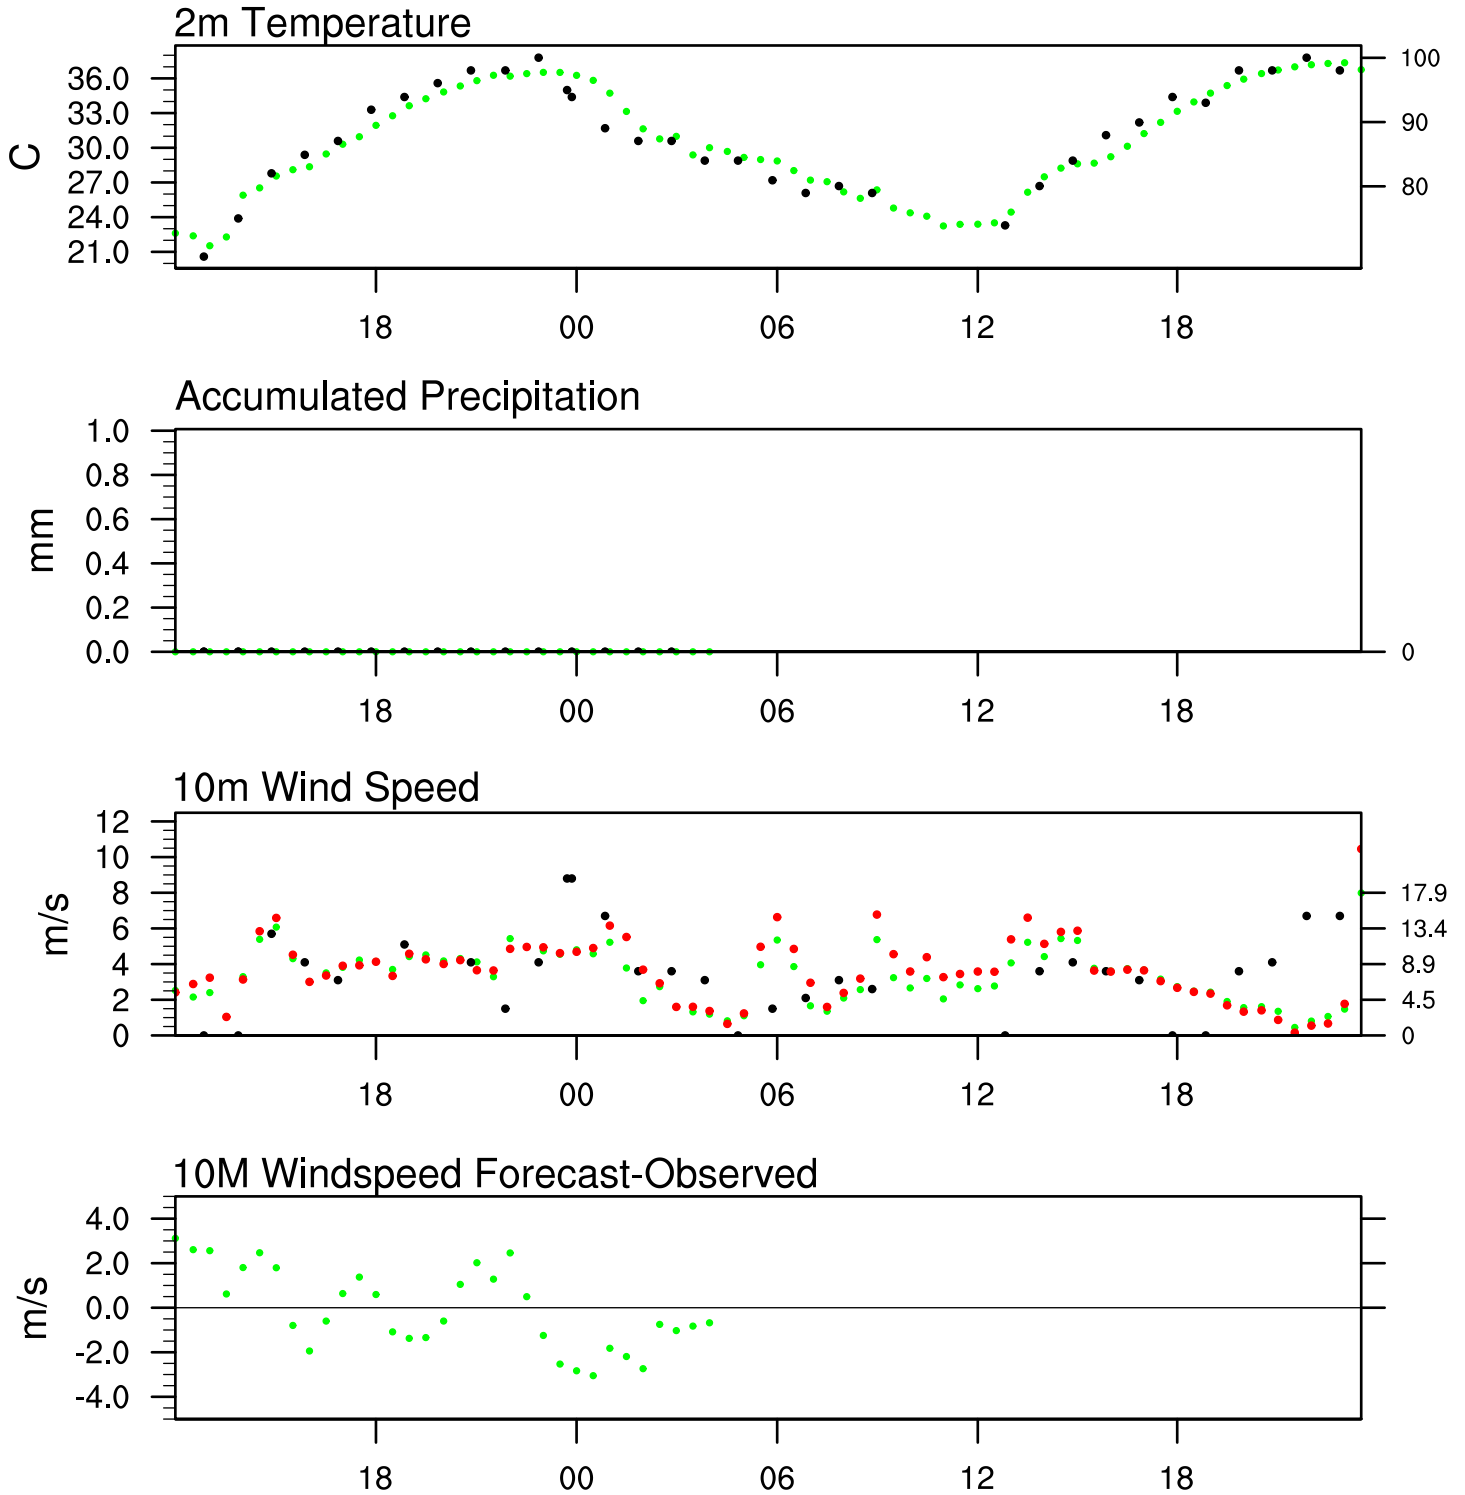 2m Temperature
36.0
33.0
30.0
27.0
24.0
21.0
C
100
90
80
18 00 06 12 18
Accumulated Precipitation
1.0
0.8
0.6
0.4
0.2
0.0
mm
0
18 00 06 12 18
10m Wind Speed
12
10
8
6
4
2
0
m/s
17.9
13.4
8.9
4.5
0
18 00 06 12 18
10M Windspeed Forecast-Observed
4.0
2.0
0.0
-2.0
-4.0
m/s
18 00 06 12 18